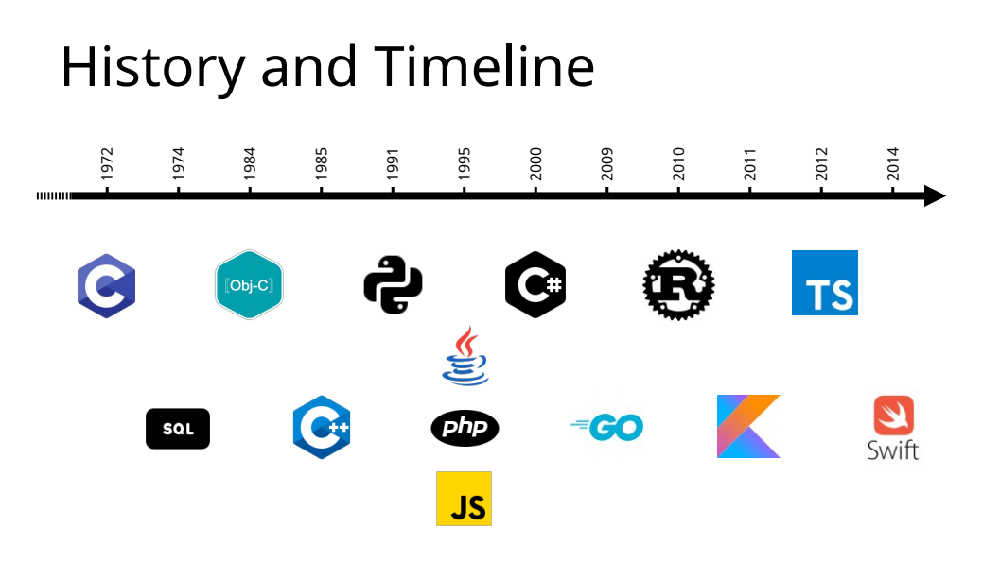 History and Timeline
1972
1974
1984
1985
1991
1995
2000
2009
2010
2011
2012
2014
C
[Obj-C]
C#
R
TS
SQL
C++
php
GO
Swift
JS